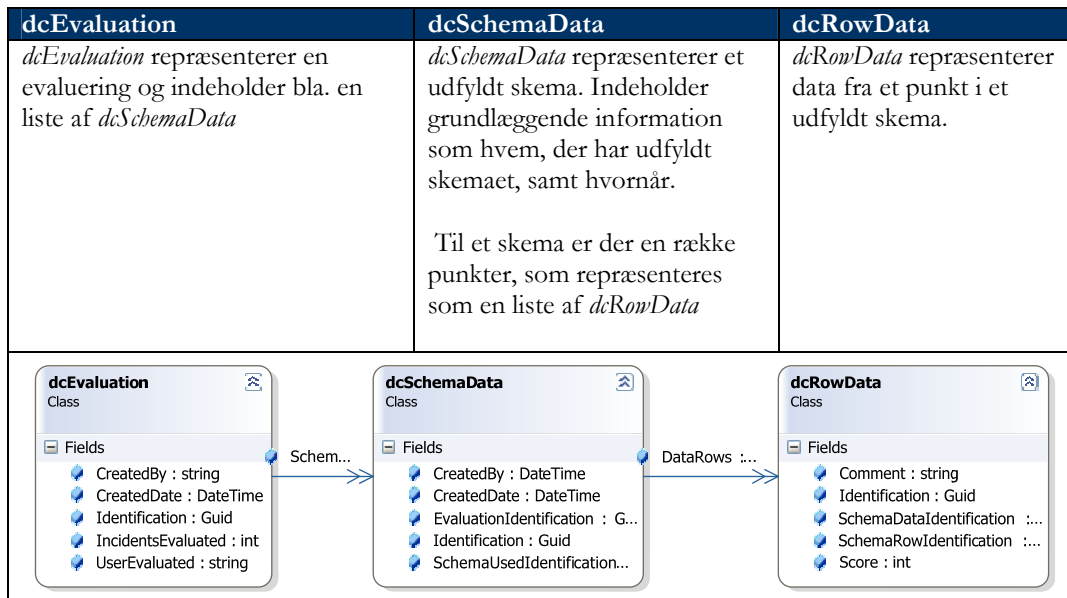 dcEvaluation
dcSchemaData
dcRowData
dcEvaluation repræsenterer en
evaluering og indeholder bla. en
liste af dcSchemaData
dcSchemaData repræsenterer et
udfyldt skema. Indeholder
grundlæggende information
som hvem, der har udfyldt
skemaet, samt hvornår.
Til et skema er der en række
punkter, som repræsenteres
som en liste af dcRowData
dcRowData repræsenterer
data fra et punkt i et
udfyldt skema.
dcEvaluation
Class
Fields
CreatedBy : string
CreatedDate : DateTime
Identification : Guid
IncidentsEvaluated : int
UserEvaluated : string
Schem...
dcSchemaData
Class
Fields
CreatedBy : DateTime
CreatedDate : DateTime
EvaluationIdentification : G...
Identification : Guid
SchemaUsedIdentification...
DataRows :...
dcRowData
Class
Fields
Comment : string
Identification : Guid
SchemaDataIdentification :...
SchemaRowIdentification :...
Score : int